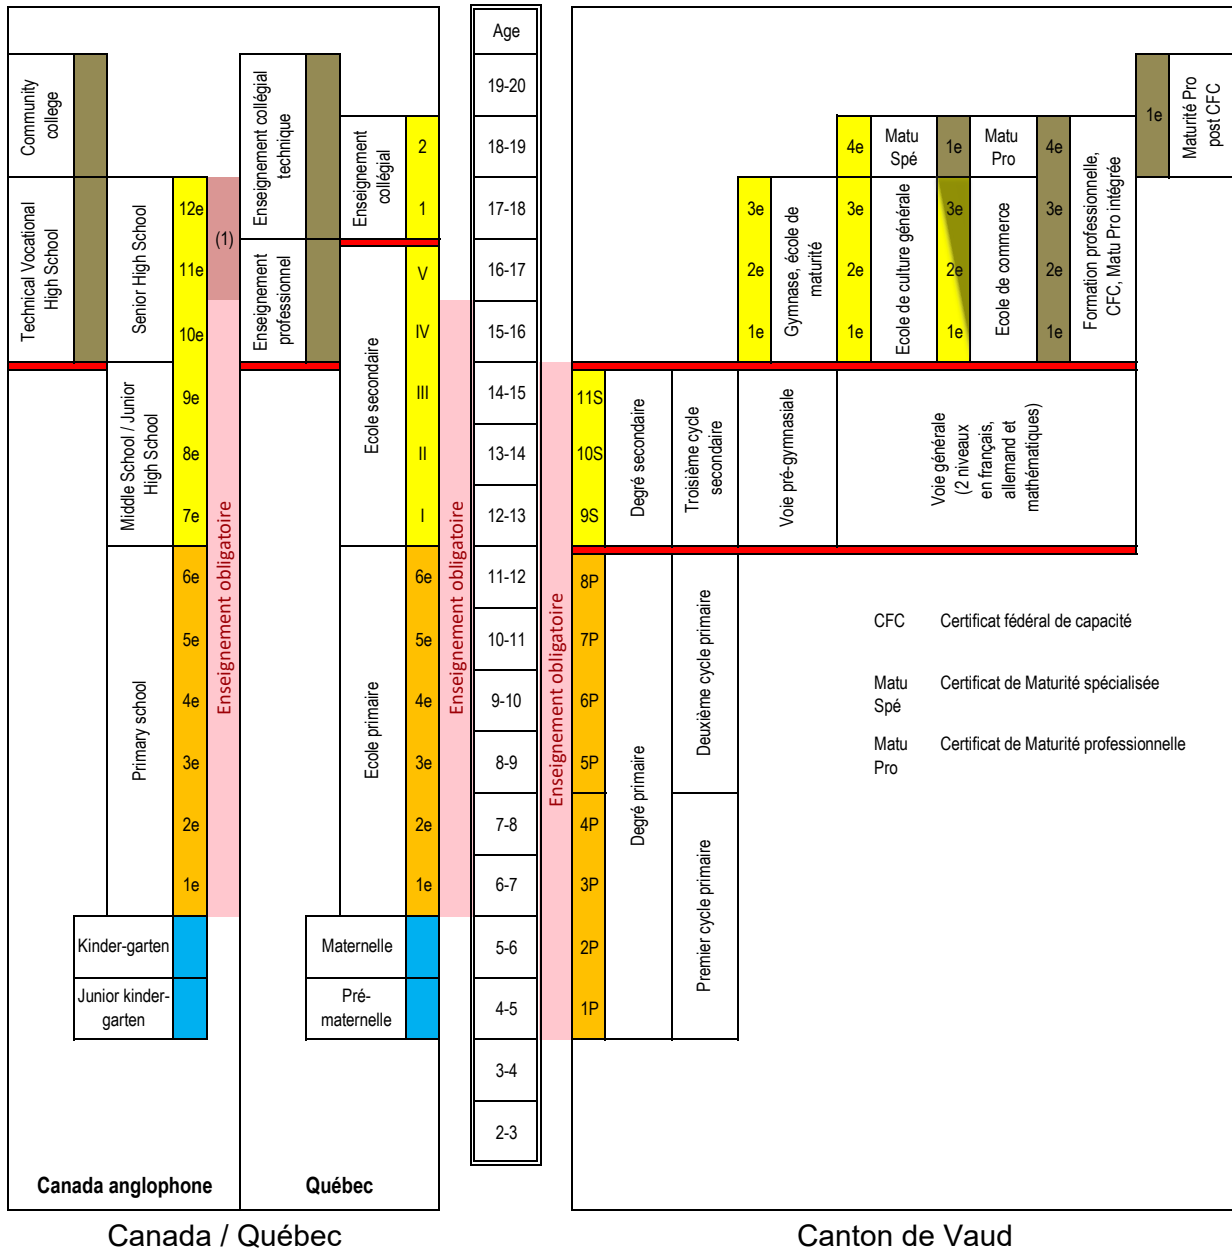 Community
college
Technical Vocational
High School
Senior High School
12e
11e
10e
(1)
Middle School / Junior
High School
9e
8e
7e
Primary school
6e
5e
4e
3e
2e
1e
Enseignement obligatoire
Kinder-garten
Junior kinder-
garten
Canada anglophone
Enseignement collégial
technique
Enseignement
professionnel
Enseignement
collégial
2
1
Ecole secondaire
V
IV
III
II
I
Ecole primaire
6e
5e
4e
3e
2e
1e
Enseignement obligatoire
Maternelle
Pré-
maternelle
Québec
Canada / Québec
Age
19-20
18-19
17-18
16-17
15-16
14-15
13-14
12-13
11-12
10-11
9-10
8-9
7-8
6-7
5-6
4-5
3-4
2-3
Enseignement obligatoire
1e
Maturité Pro
post CFC
4e
Matu
Spé
1e
Matu
Pro
4e
3e
2e
1e
Gymnase, école de
maturité
3e
2e
1e
Ecole de culture générale
3e
2e
1e
Ecole de commerce
3e
2e
1e
Formation professionnelle,
CFC, Matu Pro intégrée
11S
10S
9S
Degré secondaire
Troisième cycle
secondaire
Voie pré-gymnasiale
Voie générale
(2 niveaux
en français,
allemand et
mathématiques)
8P
7P
6P
5P
4P
3P
2P
1P
Degré primaire
Deuxième cycle primaire
Premier cycle primaire
CFC Certificat fédéral de capacité
Matu Certificat de Maturité spécialisée
Spé
Matu Certificat de Maturité professionnelle
Pro
Canton de Vaud